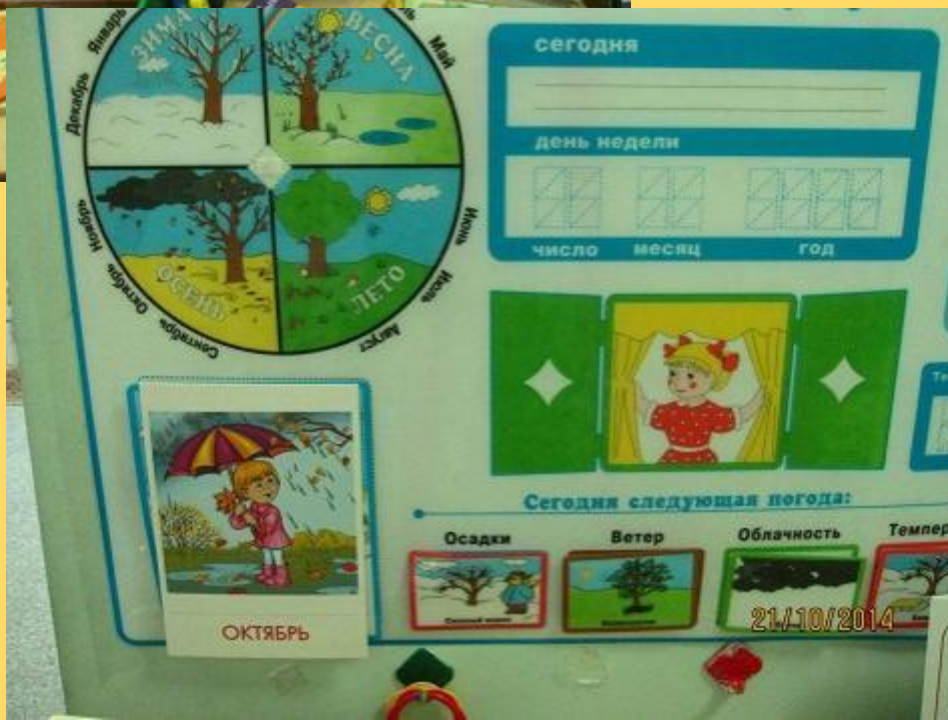 ЗИМА
ВЕСНА
ОСЕНЬ
ЛЕТО
Январь
Декабрь
Ноябрь
Октябрь
Сентябрь
Август
Июль
Июнь
Май
сегодня
день недели
число месяц год
ОКТЯБРЬ
Сегодня следующая погода:
Осадки Ветер Облачность
21/10/2014